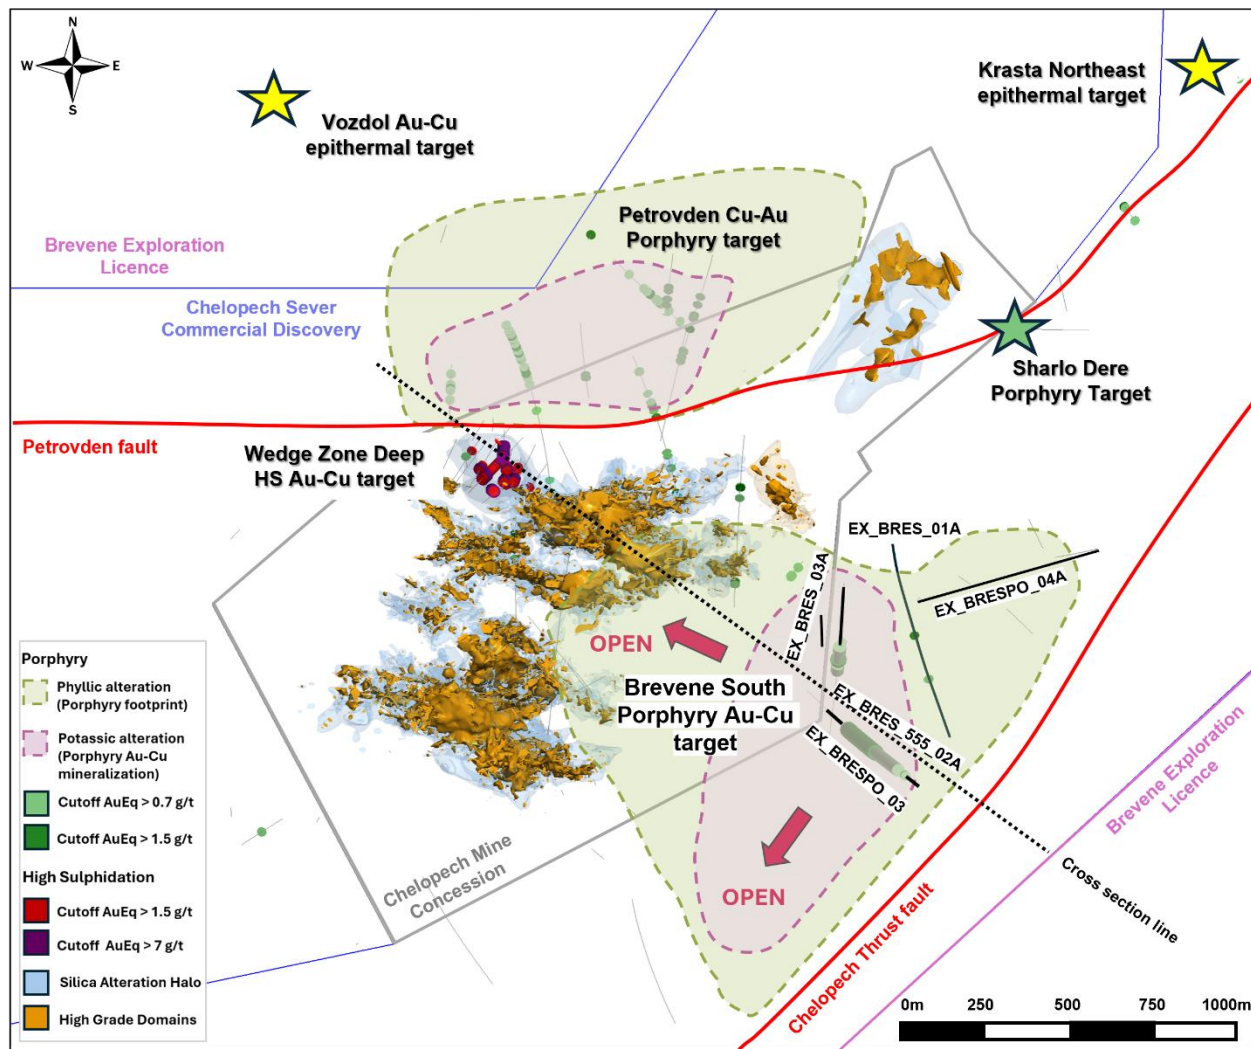 N
W
E
S
Vozdol Au-Cu
epithermal target
Krasta Northeast
epithermal target
Petrovden Cu-Au
Porphyry target
Brevene Exploration
Licence
Chelopech Sever
Commercial Discovery
Sharlo Dere
Porphyry Target
Petrovden fault
Wedge Zone Deep
HS Au-Cu target
EX_BRES_01A
EX_BRES_03A
EX_BRESPO_04A
OPEN
Brevene South
Porphyry Au-Cu
target
EX_BRES_555_02A
EX_BRESPO_03
OPEN
Chelopech Mine
Concession
Chelopech Thrust fault
Brevene Exploration
Licence
Cross section line
Porphyry
Phyllic alteration
(Porphyry footprint)
Potassic alteration
(Porphyry Au-Cu
mineralization)
Cutoff AuEq > 0.7 g/t
Cutoff AuEq > 1.5 g/t
High Sulphidation
Cutoff AuEq > 1.5 g/t
Cutoff AuEq > 7 g/t
Silica Alteration Halo
High Grade Domains
0m 250 500 750 1000m